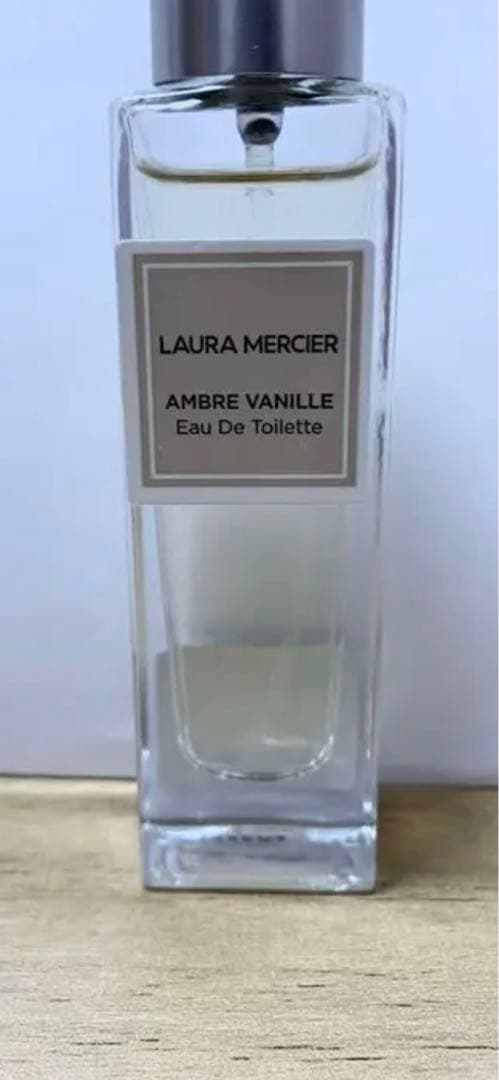 LAURA MERCIER
AMBRE VANILLE
Eau De Toilette